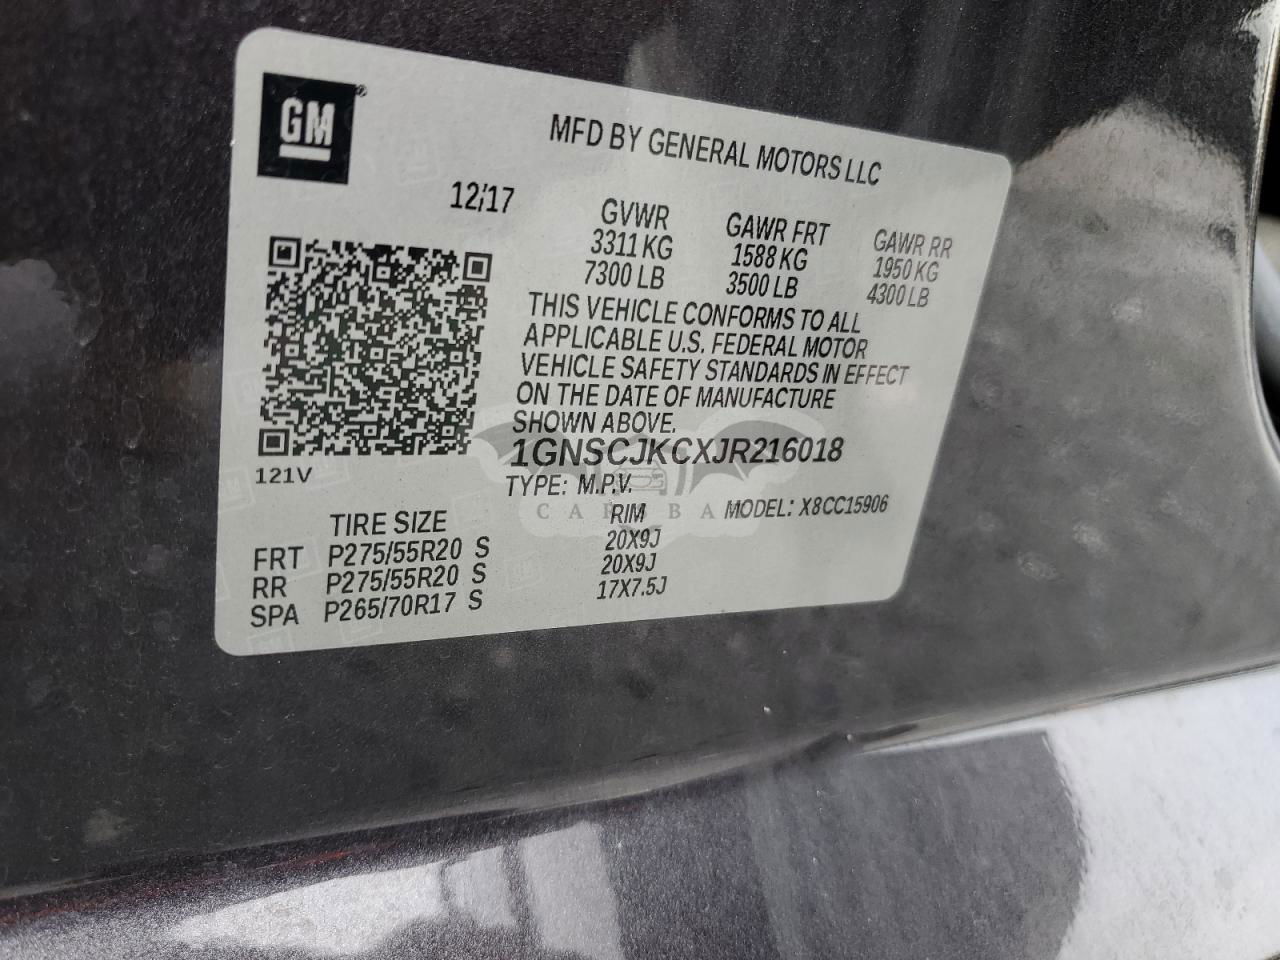 GM
MFD BY GENERAL MOTORS LLC
12/17
GVWR GAWR FRT GAWR RR
3311 KG 1588 KG 1950 KG
7300 LB 3500 LB 4300 LB
THIS VEHICLE CONFORMS TO ALL
APPLICABLE U.S. FEDERAL MOTOR
VEHICLE SAFETY STANDARDS IN EFFECT
ON THE DATE OF MANUFACTURE
SHOWN ABOVE.
1GNSCJKCXJR216018
121V
TYPE: M.P.V.
MODEL: X8CC15906
TIRE SIZE RIM
FRT P275/55R20 S 20X9J
RR P275/55R20 S 20X9J
SPA P265/70R17 S 17X7.5J